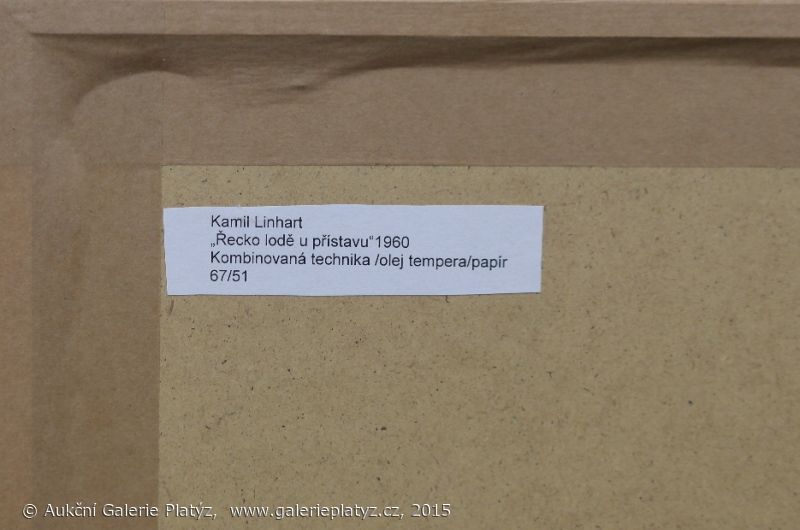 Kamil Linhart
„Řecko lodě u přístavu“1960
Kombinovaná technika /olej tempera/papír
67/51
© Aukční Galerie Platýz, www.galerieplatyz.cz, 2015